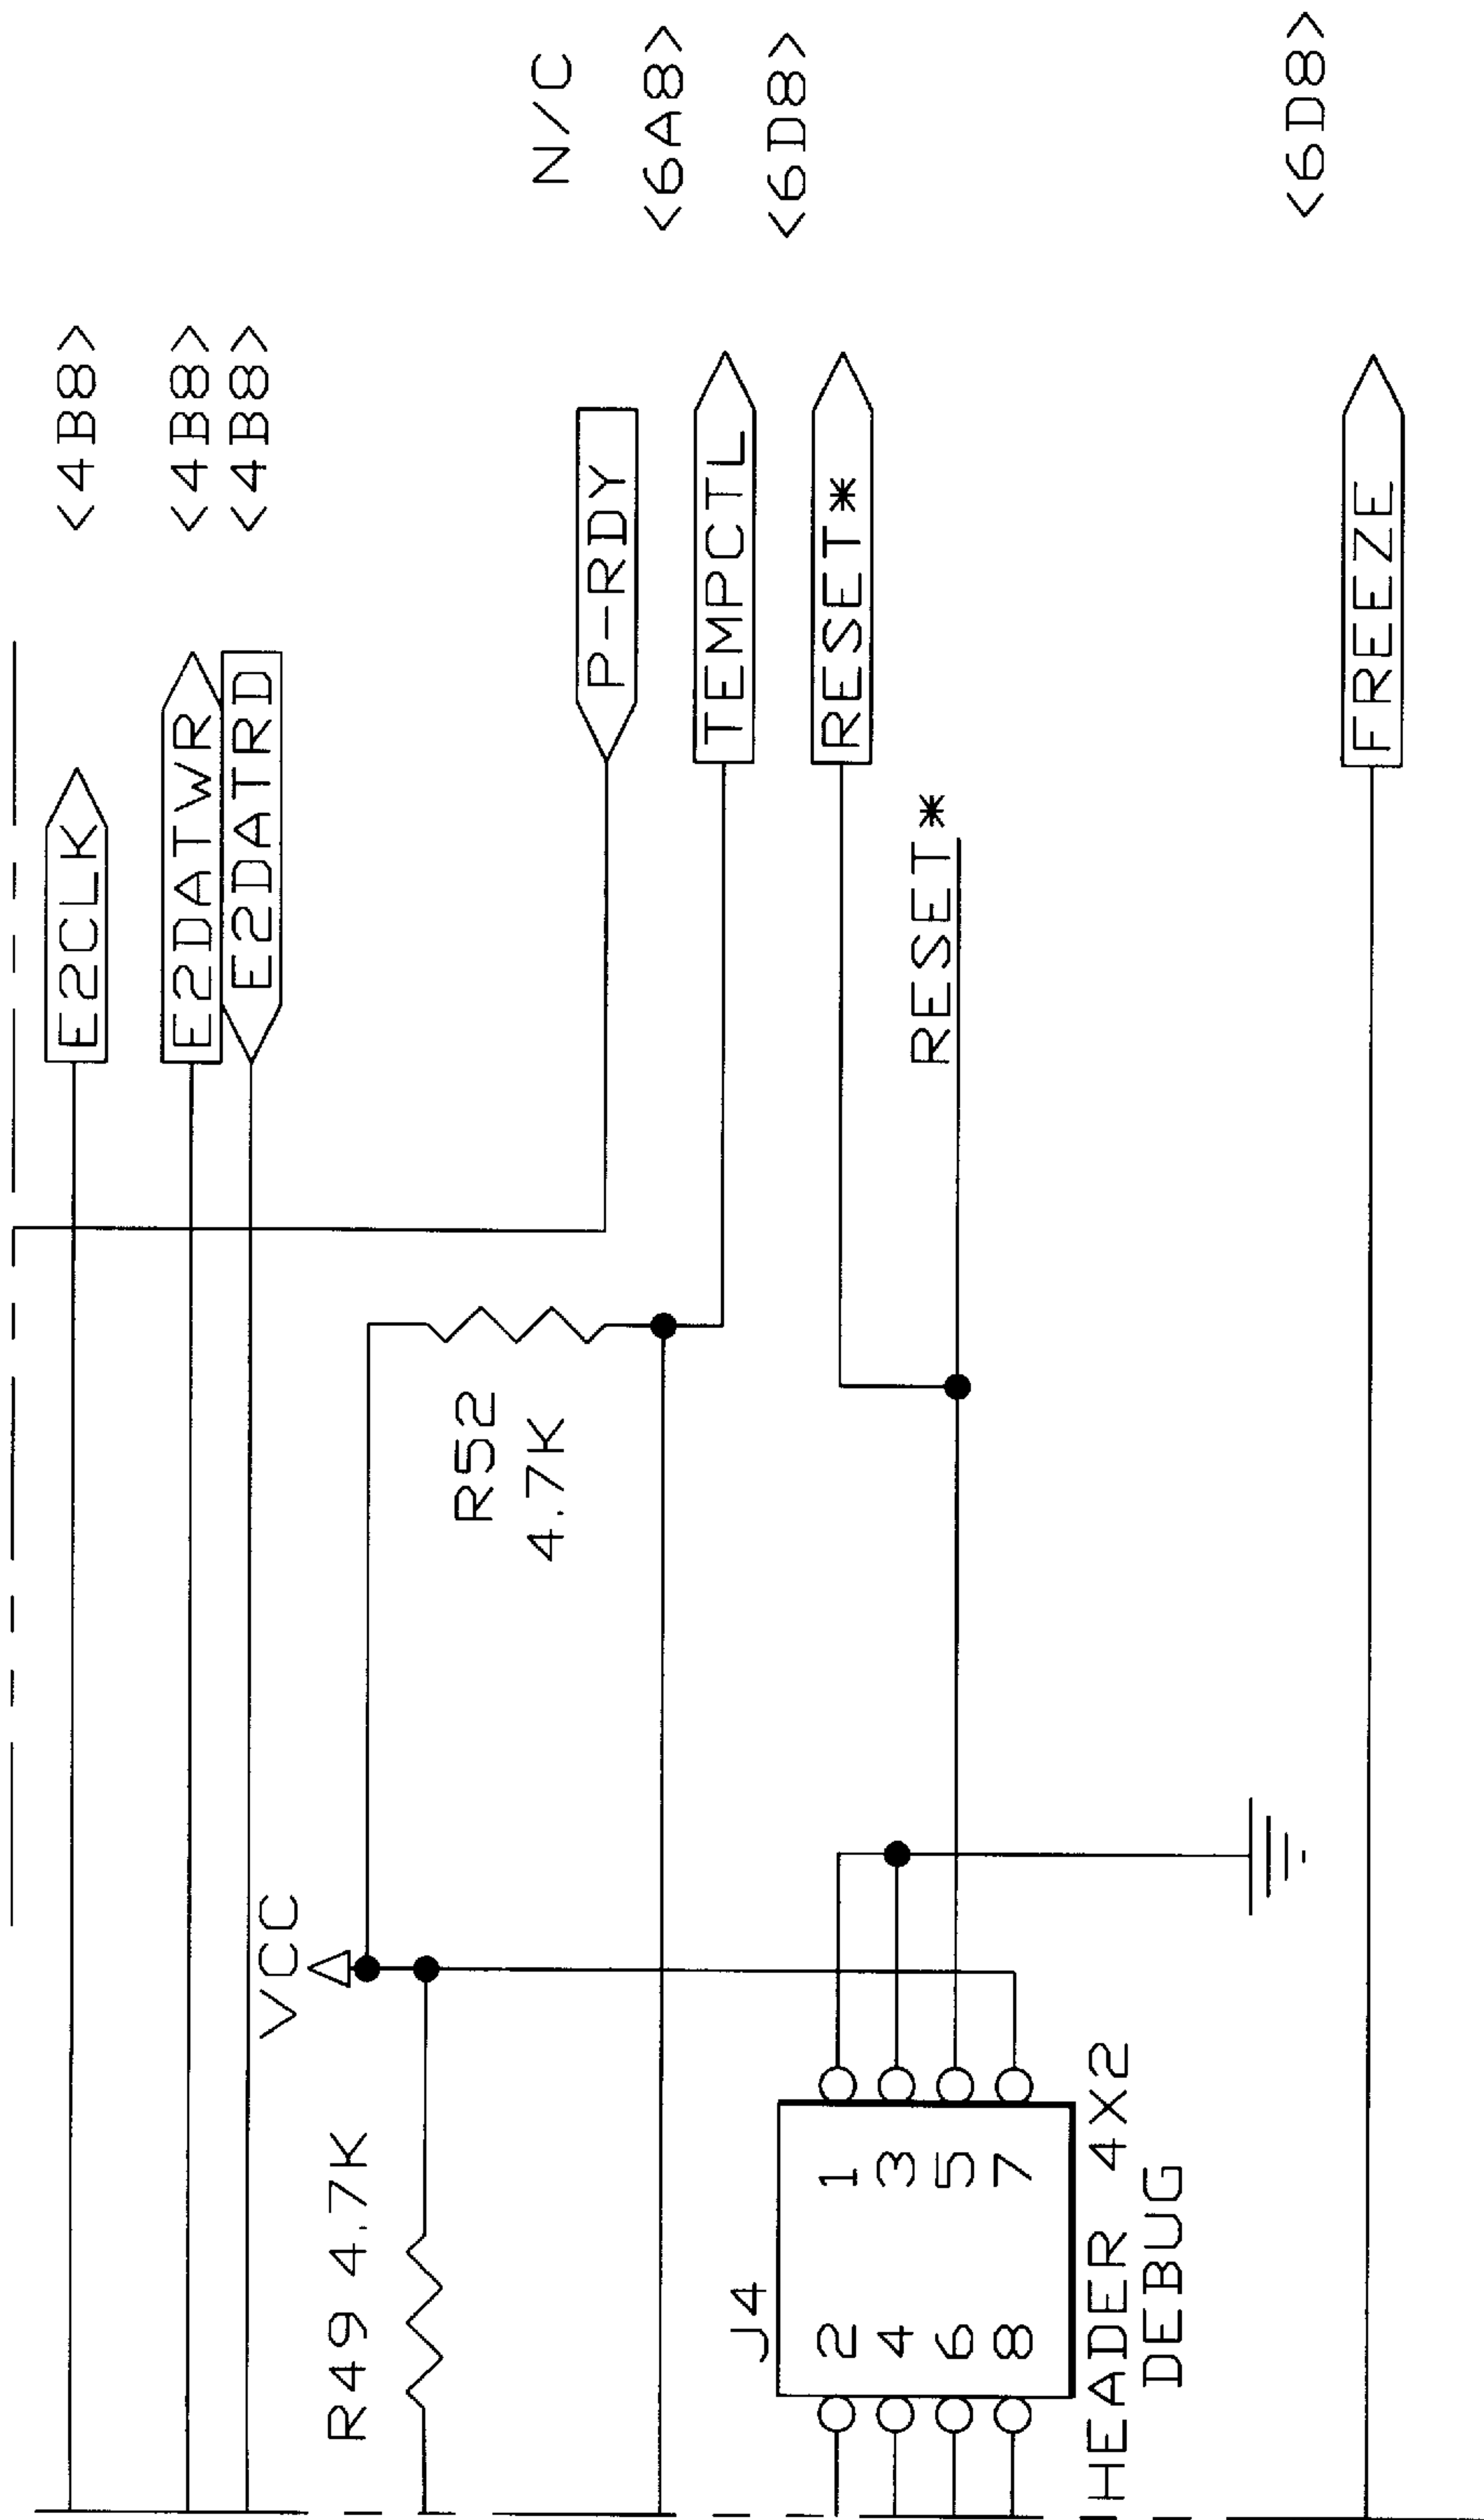 E2CLK <4B8>
E2DATWR <4B8>
E2DATRD <4B8>
VCC
R49 4.7K
R52
4.7K
P-RDY N/C
TEMPCTL <6A8>
RESET* <6D8>
RESET*
J4
2 1
4 3
6 5
8 7
HEADER 4X2
DEBUG
FREEZE <6D8>